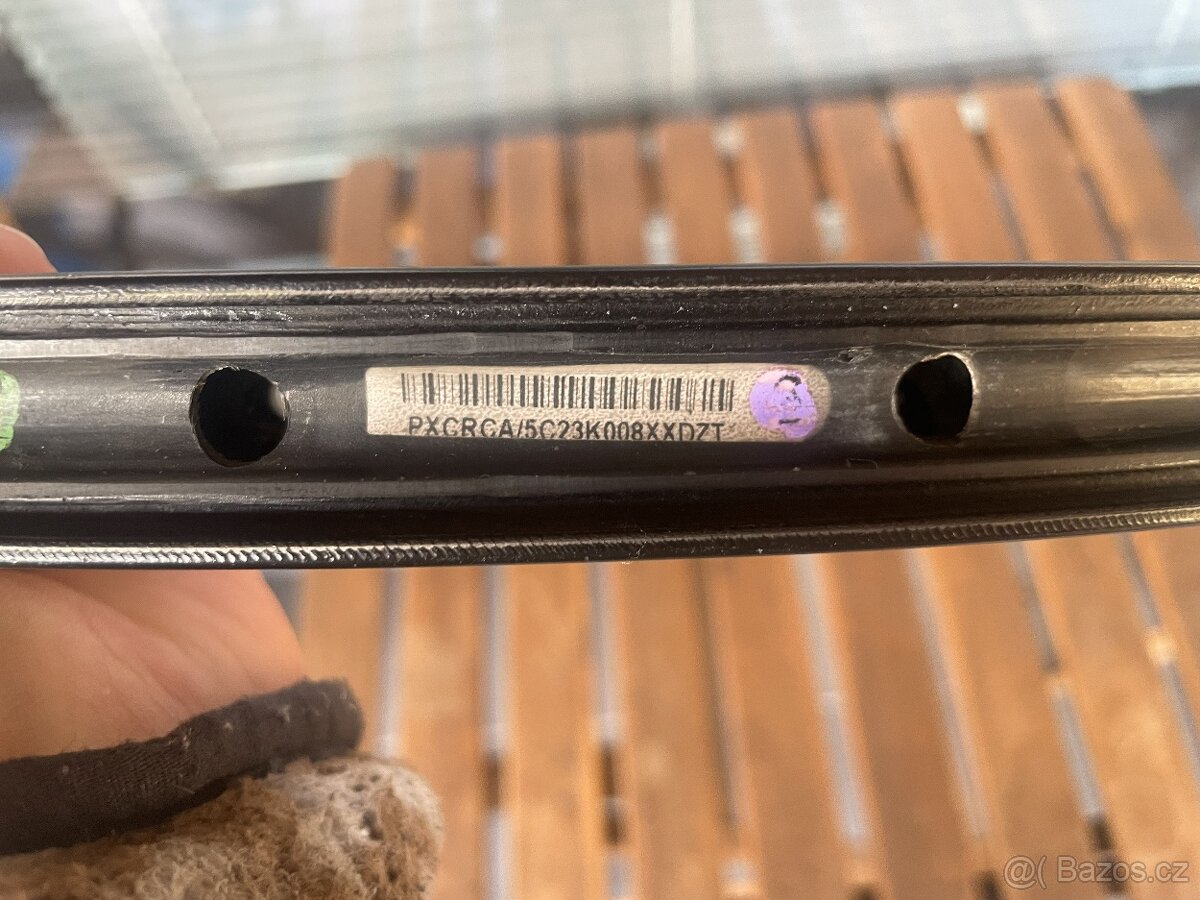 PXCRCA/5C23K008XXDZT
@( Bazos.cz